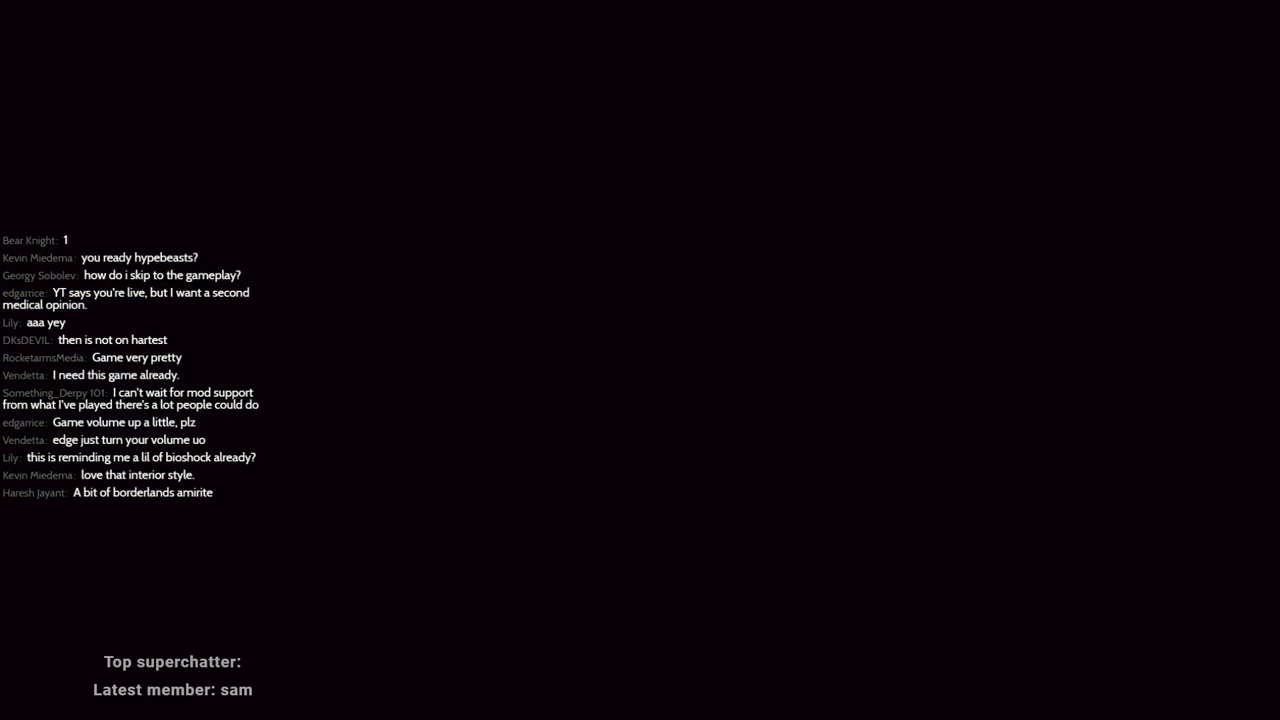 Bear Knight: 1
Kevin Miedema: you ready hypebeasts?
Georgy Sobolev: how do i skip to the gameplay?
edgarrice: YT says you're live, but I want a second
medical opinion.
Lily: aaa yey
DKsDEVIL: then is not on hartest
RocketarmsMedia: Game very pretty
Vendetta: I need this game already.
Something_Derpy 101: I can't wait for mod support
from what I've played there's a lot people could do
edgarrice: Game volume up a little, plz
Vendetta: edge just turn your volume uo
Lily: this is reminding me a lil of bioshock already?
Kevin Miedema: love that interior style.
Haresh Jayant: A bit of borderlands amirite
Top superchatter:
Latest member: sam